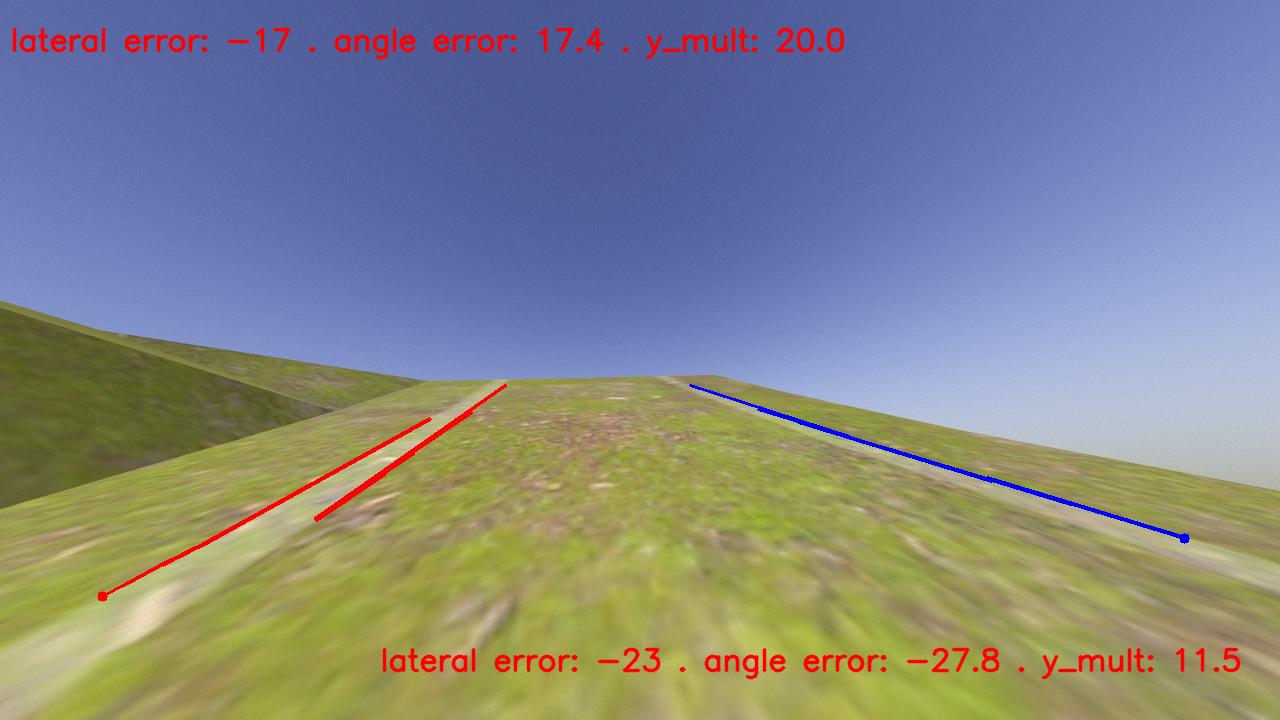 lateral error: -17 . angle error: 17.4 . y_mult: 20.0
lateral error: -23 . angle error: -27.8 . y_mult: 11.5